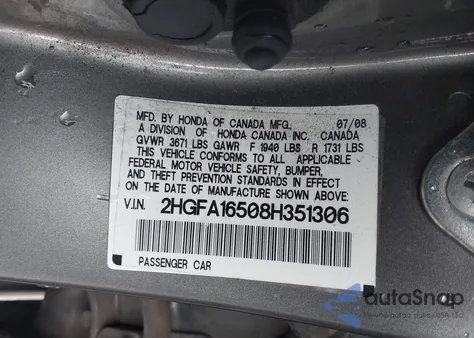 MFD. BY HONDA OF CANADA MFG., 07/08
A DIVISION OF HONDA CANADA INC. CANADA
GVWR 3671 LBS GAWR F 1940 LBS R 1731 LBS
THIS VEHICLE CONFORMS TO ALL APPLICABLE
FEDERAL MOTOR VEHICLE SAFETY, BUMPER,
AND THEFT PREVENTION STANDARDS IN EFFECT
ON THE DATE OF MANUFACTURE SHOWN ABOVE:
V.I.N. 2HGFA16508H351306
PASSENGER CAR
autoSnap